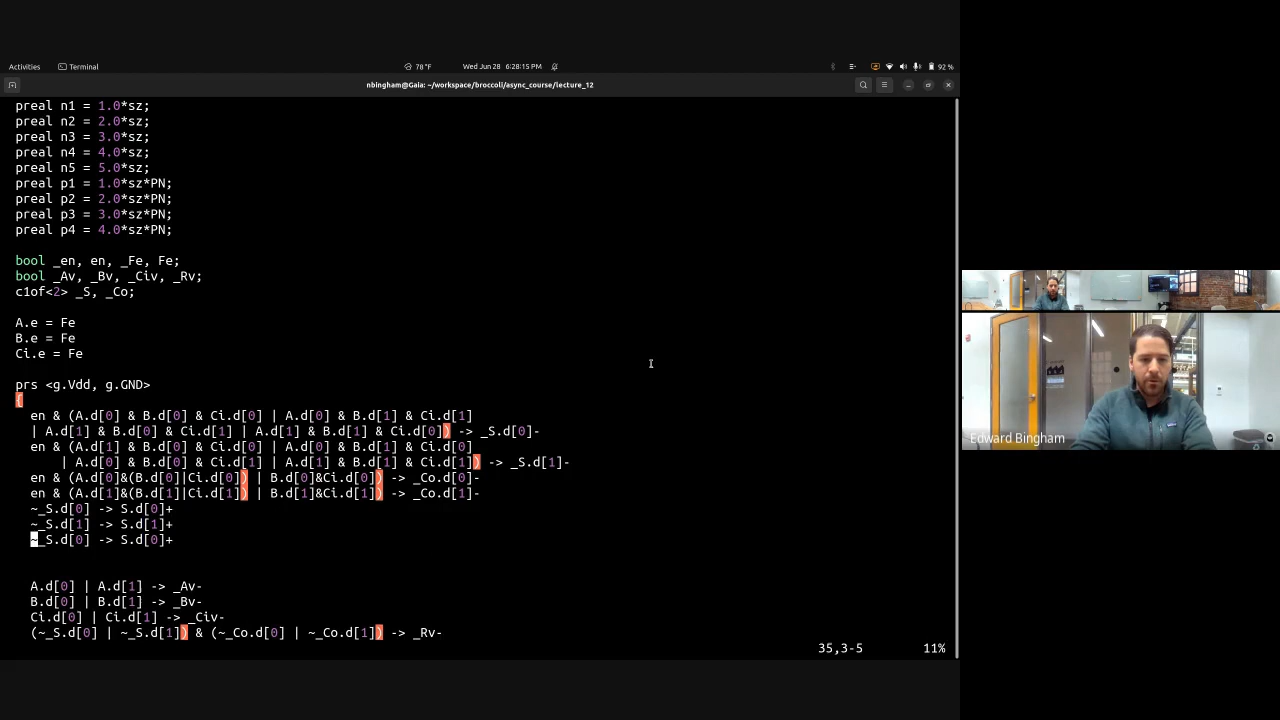 Activities Terminal 78 °F Wed Jun 28 6:28:15 PM 92 %
nbingham@Gaia: ~/workspace/broccoli/async_course/lecture_12
preal n1 = 1.0*sz;
preal n2 = 2.0*sz;
preal n3 = 3.0*sz;
preal n4 = 4.0*sz;
preal n5 = 5.0*sz;
preal p1 = 1.0*sz*PN;
preal p2 = 2.0*sz*PN;
preal p3 = 3.0*sz*PN;
preal p4 = 4.0*sz*PN;
bool _en, en, _Fe, Fe;
bool _Av, _Bv, _Civ, _Rv;
c1of<2> _S, _Co;
A.e = Fe
B.e = Fe
Ci.e = Fe
prs <g.Vdd, g.GND>
{
en & (A.d[0] & B.d[0] & Ci.d[0] | A.d[0] & B.d[1] & Ci.d[1]
| A.d[1] & B.d[0] & Ci.d[1] | A.d[1] & B.d[1] & Ci.d[0]) -> _S.d[0]-
en & (A.d[1] & B.d[0] & Ci.d[0] | A.d[0] & B.d[1] & Ci.d[0]
| A.d[0] & B.d[0] & Ci.d[1] | A.d[1] & B.d[1] & Ci.d[1]) -> _S.d[1]-
en & (A.d[0]&(B.d[0]|Ci.d[0]) | B.d[0]&Ci.d[0]) -> _Co.d[0]-
en & (A.d[1]&(B.d[1]|Ci.d[1]) | B.d[1]&Ci.d[1]) -> _Co.d[1]-
~_S.d[0] -> S.d[0]+
~_S.d[1] -> S.d[1]+
~_S.d[0] -> S.d[0]+
A.d[0] | A.d[1] -> _Av-
B.d[0] | B.d[1] -> _Bv-
Ci.d[0] | Ci.d[1] -> _Civ-
(~_S.d[0] | ~_S.d[1]) & (~_Co.d[0] | ~_Co.d[1]) -> _Rv-
35,3-5 11%
Edward Bingham